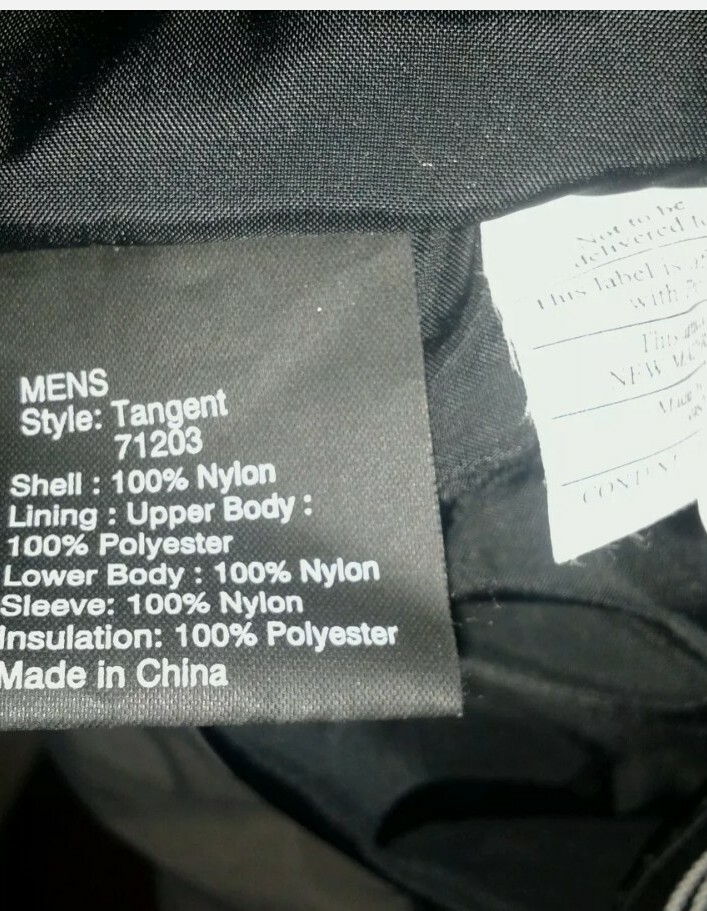 MENS
Style: Tangent
71203
Shell : 100% Nylon
Lining : Upper Body :
100% Polyester
Lower Body : 100% Nylon
Sleeve: 100% Nylon
Insulation: 100% Polyester
Made in China
Not to be
delivered
This label is
with
This
NEW